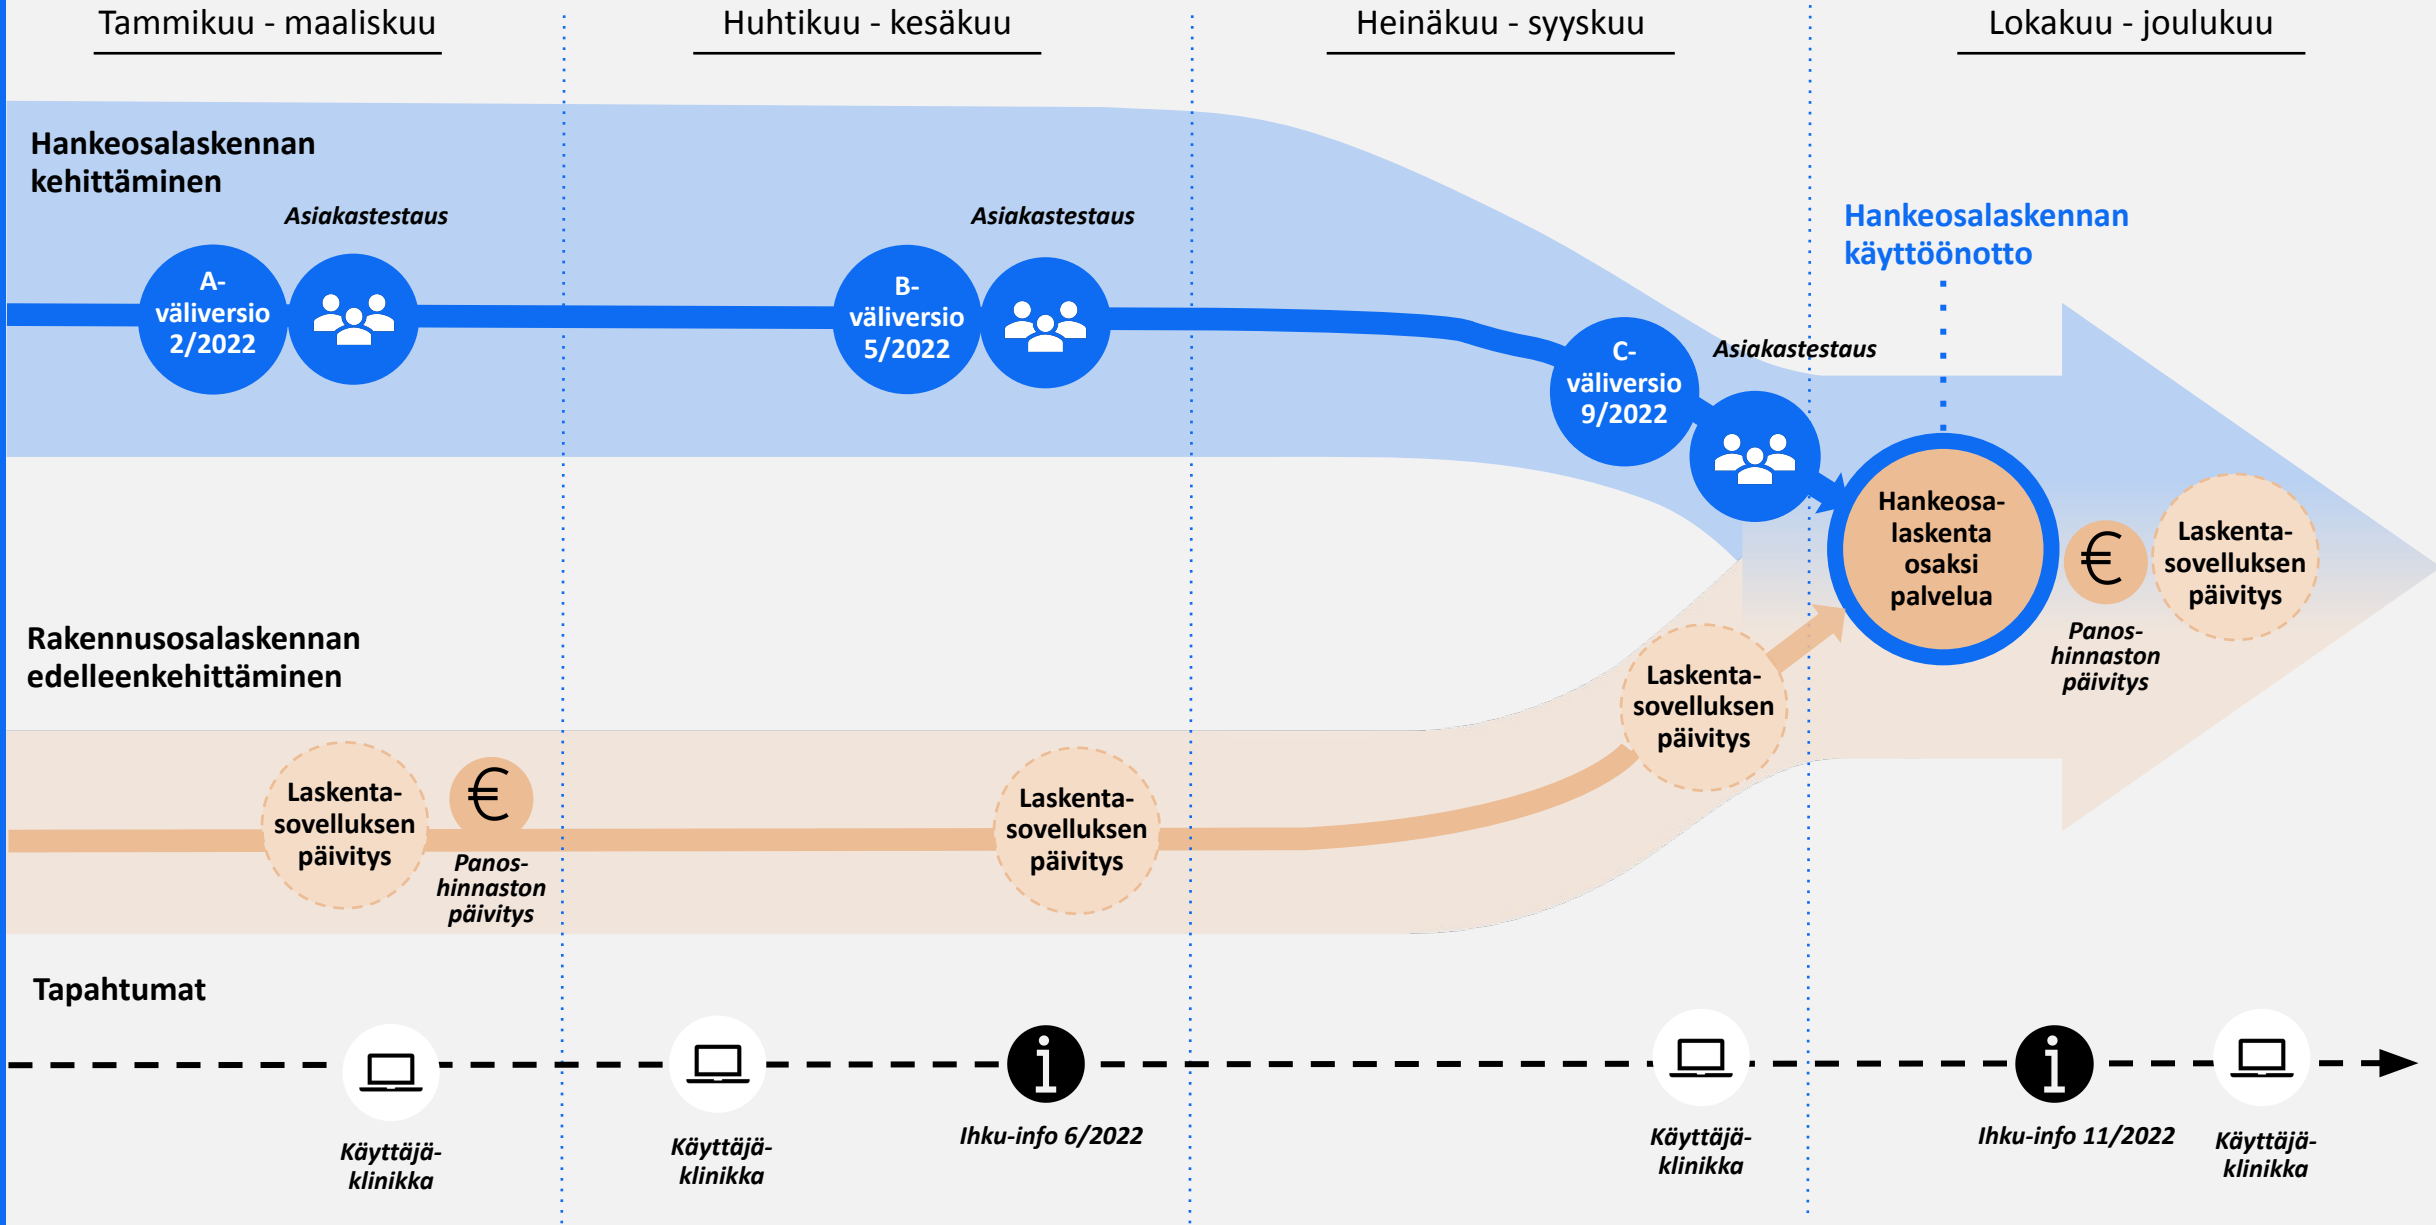 Tammikuu - maaliskuu
Huhtikuu - kesäkuu
Heinäkuu - syyskuu
Lokakuu - joulukuu
Hankeosalaskennan
kehittäminen
Asiakastestaus
A-
väliversio
2/2022
Asiakastestaus
B-
väliversio
5/2022
Asiakastestaus
C-
väliversio
9/2022
Hankeosalaskennan
käyttöönotto
Hankeosa-
laskenta
osaksi
palvelua
€
Panos-
hinnaston
päivitys
Laskenta-
sovelluksen
päivitys
Rakennusosalaskennan
edelleenkehittäminen
Laskenta-
sovelluksen
päivitys
€
Panos-
hinnaston
päivitys
Laskenta-
sovelluksen
päivitys
Laskenta-
sovelluksen
päivitys
Tapahtumat
Käyttäjä-
klinikka
Käyttäjä-
klinikka
i
Ihku-info 6/2022
Käyttäjä-
klinikka
i
Ihku-info 11/2022
Käyttäjä-
klinikka